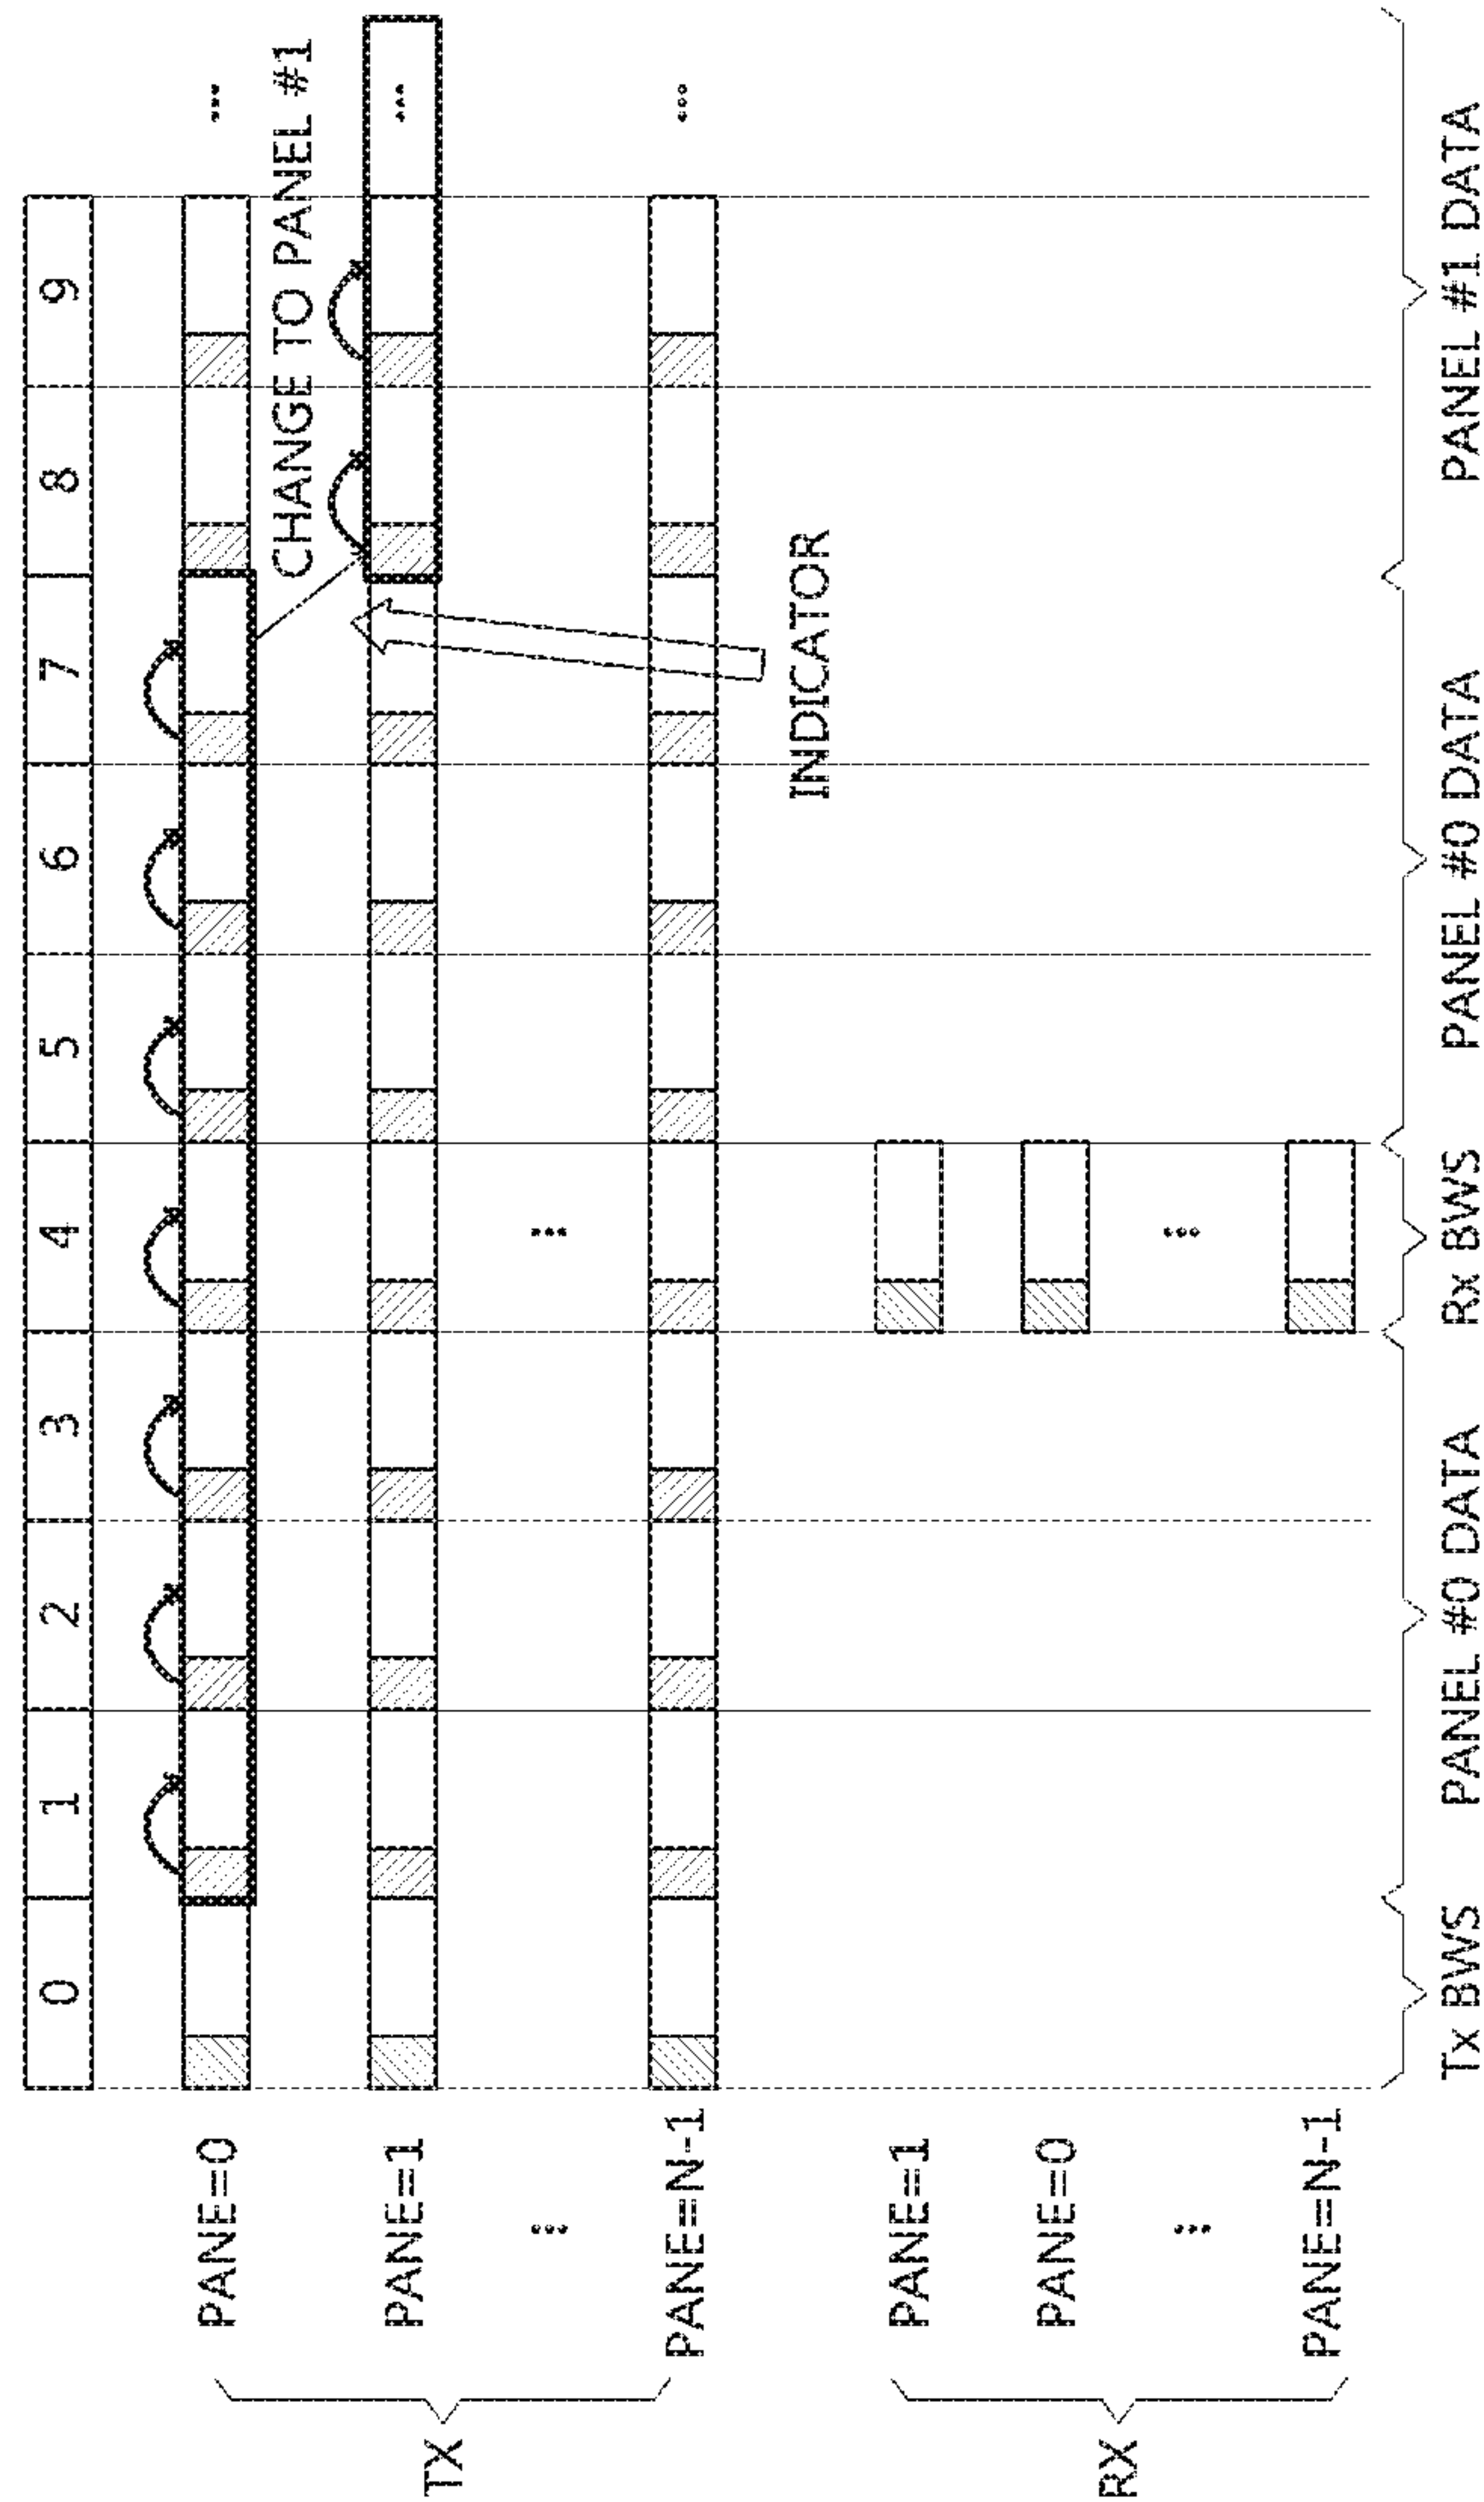 0 1 2 3 4 5 6 7 8 9
PANE=0
...
CHANGE TO PANEL #1
PANE=1
...
TX
...
...
PANE=N-1
...
INDICATOR
PANE=1
PANE=0
RX
...
...
PANE=N-1
Tx BWS
PANEL #0 DATA
Rx BWS
PANEL #0 DATA
PANEL #1 DATA